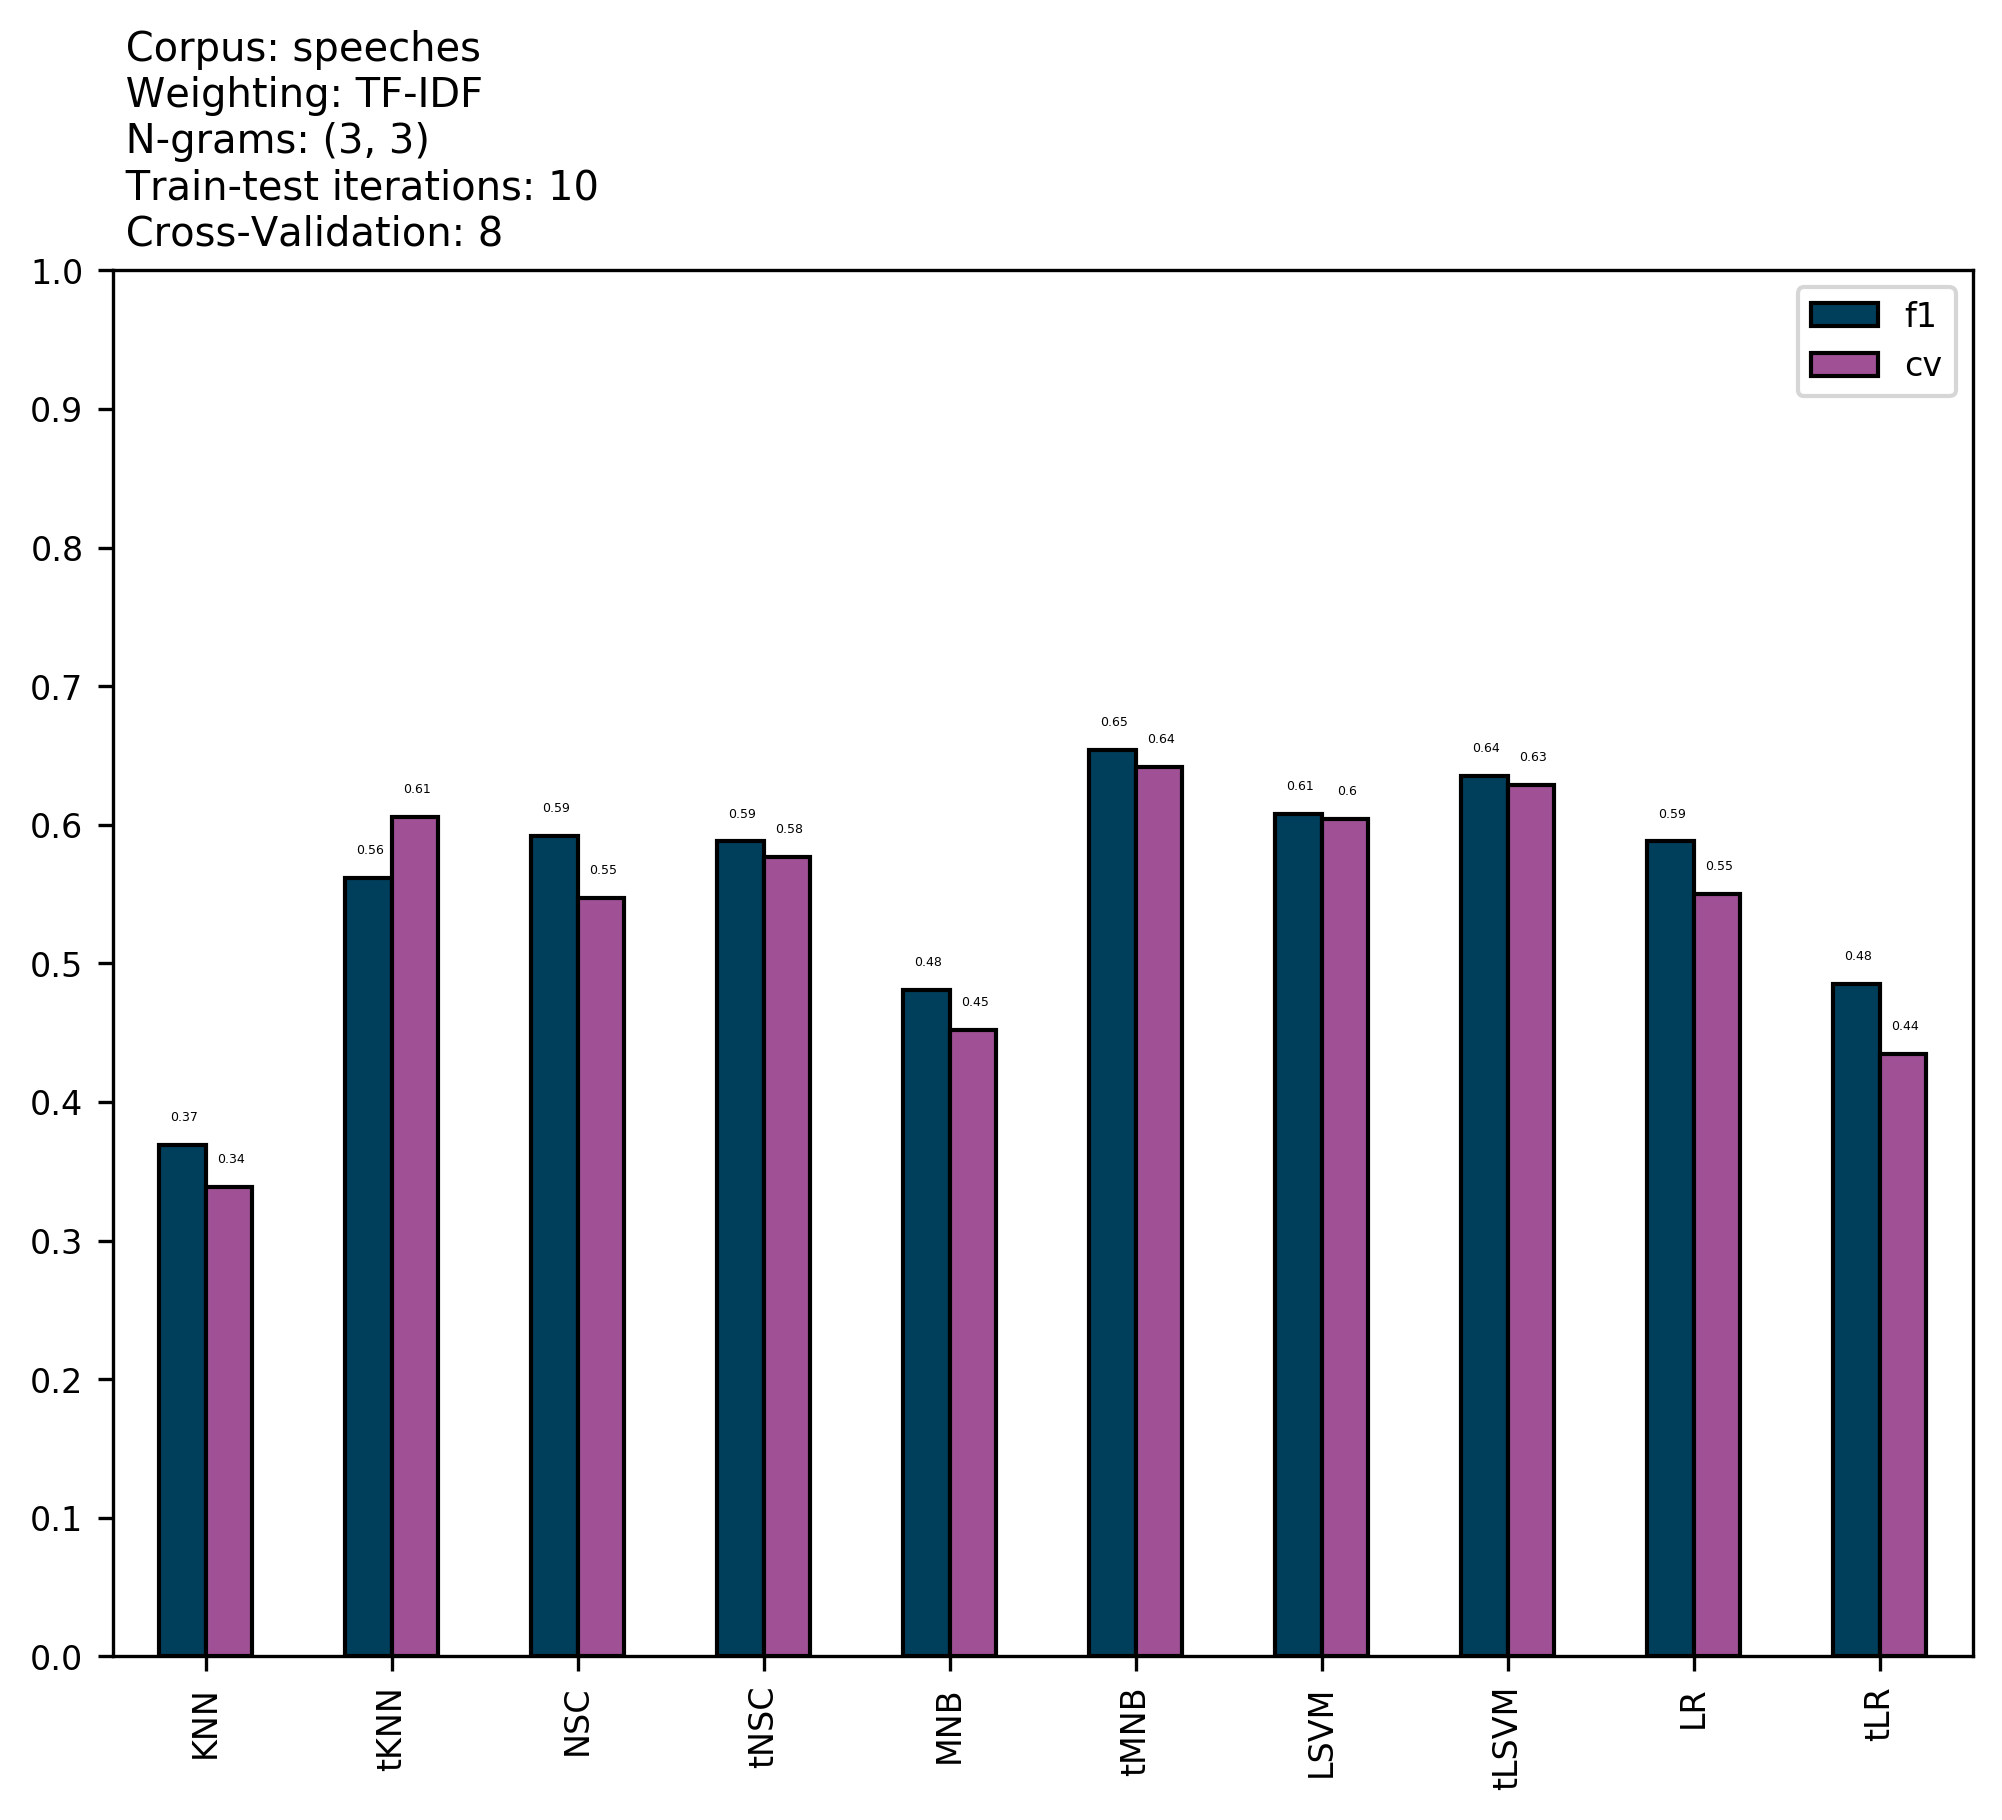 Corpus: speeches
Weighting: TF-IDF
N-grams: (3, 3)
Train-test iterations: 10
Cross-Validation: 8
1.0
0.9
0.8
0.7
0.6
0.5
0.4
0.3
0.2
0.1
0.0
f1
cv
0.37
0.34
0.56
0.61
0.59
0.55
0.59
0.58
0.48
0.45
0.65
0.64
0.61
0.6
0.64
0.63
0.59
0.55
0.48
0.44
KNN
tKNN
NSC
tNSC
MNB
tMNB
LSVM
tLSVM
LR
tLR